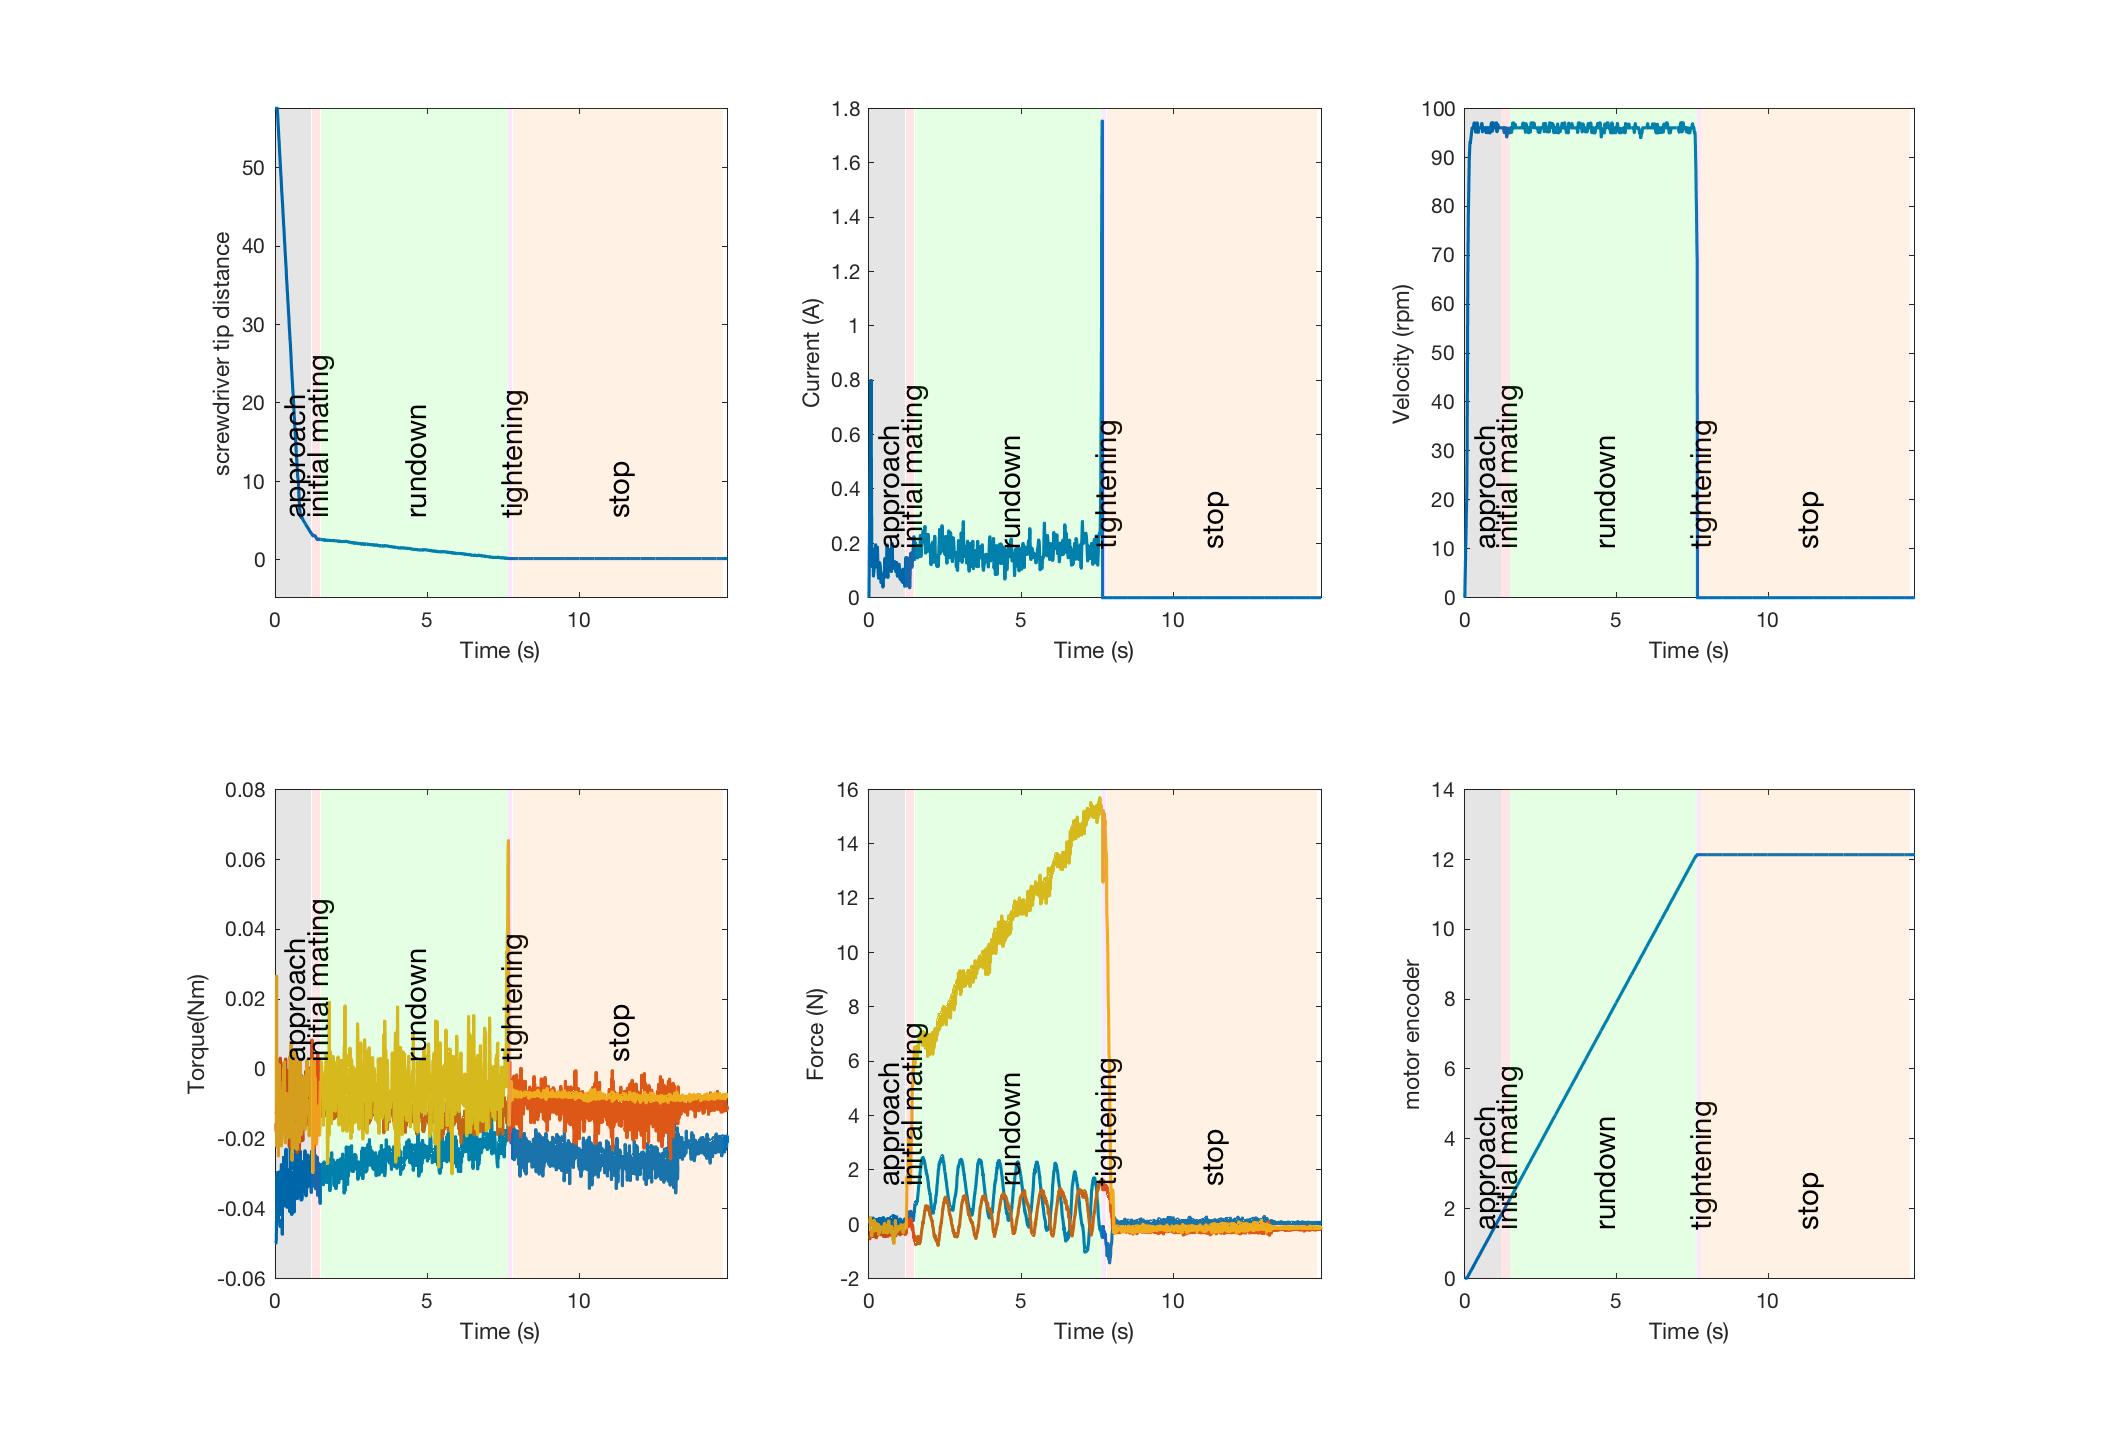 screwdriver tip distance
50
40
30
20
10
0
approach
initial mating
rundown
tightening
stop
0 5 10
Time (s)
Current (A)
1.8
1.6
1.4
1.2
1
0.8
0.6
0.4
0.2
0
approach
initial mating
rundown
tightening
stop
0 5 10
Time (s)
Velocity (rpm)
100
90
80
70
60
50
40
30
20
10
0
approach
initial mating
rundown
tightening
stop
0 5 10
Time (s)
Torque(Nm)
0.08
0.06
0.04
0.02
0
-0.02
-0.04
-0.06
approach
initial mating
rundown
tightening
stop
0 5 10
Time (s)
Force (N)
16
14
12
10
8
6
4
2
0
-2
approach
initial mating
rundown
tightening
stop
0 5 10
Time (s)
motor encoder
14
12
10
8
6
4
2
0
approach
initial mating
rundown
tightening
stop
0 5 10
Time (s)